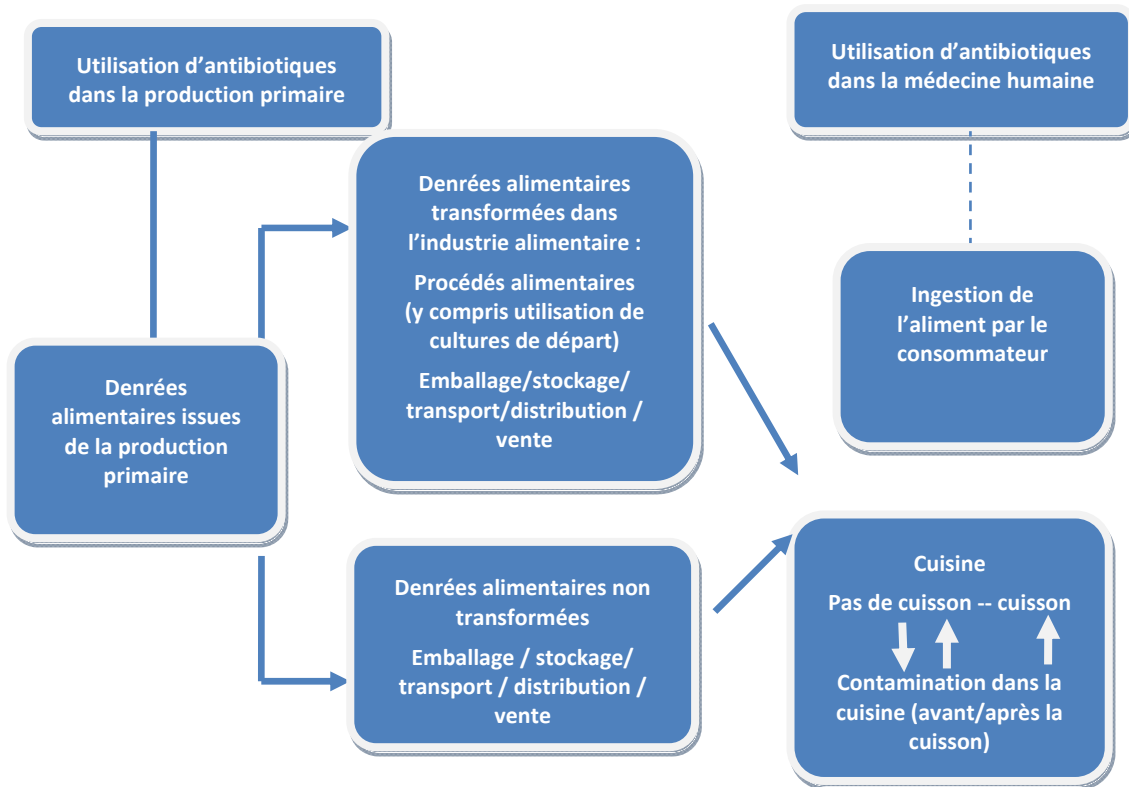 Utilisation d’antibiotiques
dans la production primaire
Utilisation d’antibiotiques
dans la médecine humaine
Denrées alimentaires
transformées dans
l’industrie alimentaire :
Procédés alimentaires
(y compris utilisation de
cultures de départ)
Emballage/stockage/
transport/distribution /
vente
Ingestion de
l’aliment par le
consommateur
Denrées
alimentaires issues
de la production
primaire
Denrées alimentaires non
transformées
Emballage / stockage/
transport / distribution /
vente
Cuisine
Pas de cuisson -- cuisson
Contamination dans la
cuisine (avant/après la
cuisson)